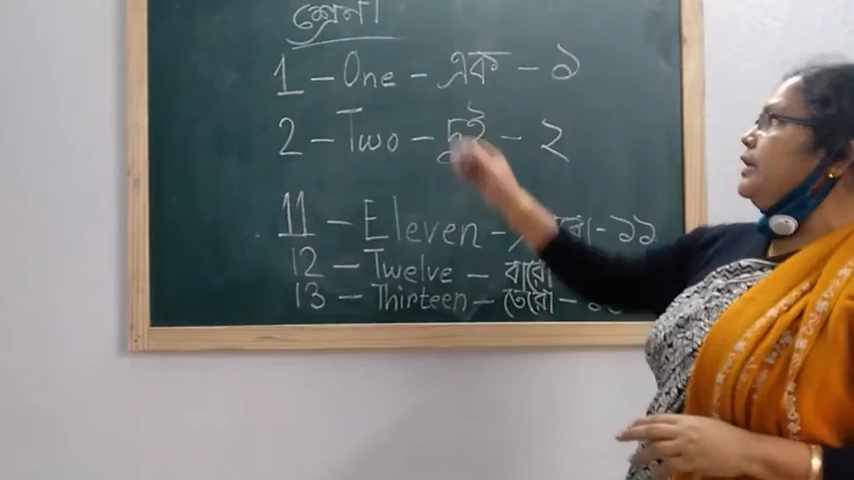 শ্রেণী
1 - One - এক - ১
2 - Two - দুই - ২
11 - Eleven - - ১১
12 - Twelve - বারো
13 - Thirteen - তেরো -